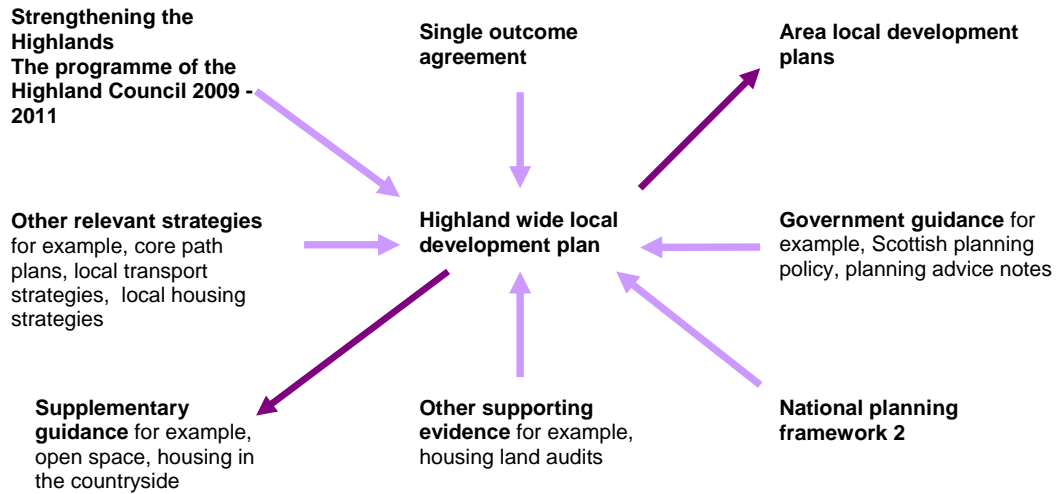 Strengthening the
Highlands
The programme of the
Highland Council 2009 -
2011
Single outcome
agreement
Area local development
plans
Other relevant strategies
for example, core path
plans, local transport
strategies,  local housing
strategies
Highland wide local
development plan
Government guidance for
example, Scottish planning
policy, planning advice notes
Supplementary
guidance for example,
open space, housing in
the countryside
Other supporting
evidence for example,
housing land audits
National planning
framework 2